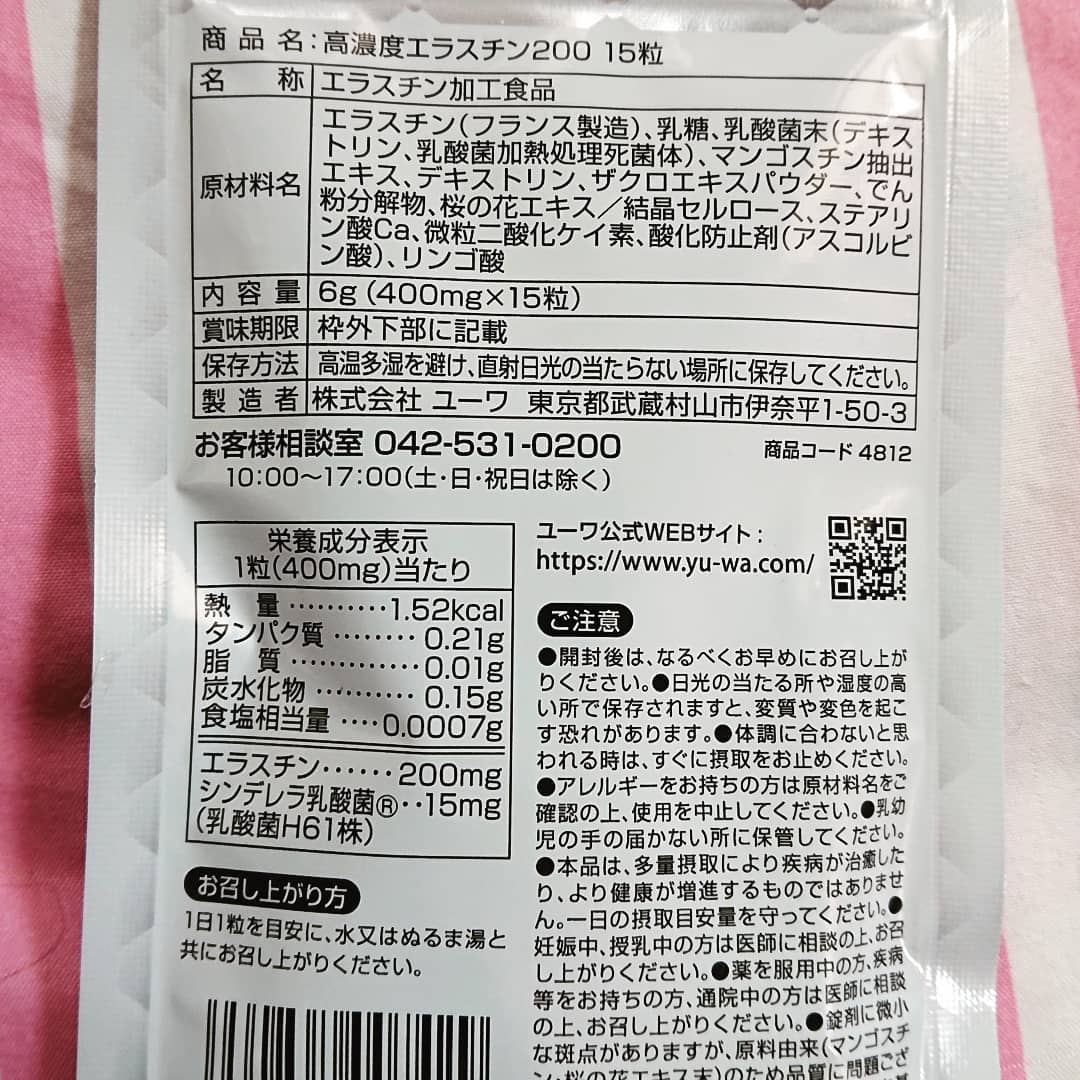 商品名:高濃度エラスチン200 15粒
名称 エラスチン加工食品
原材料名
エラスチン(フランス製造)、乳糖、乳酸菌末(デキス
トリン、乳酸菌加熱処理死菌体)、マンゴスチン抽出
エキス、デキストリン、ザクロエキスパウダー、でん
粉分解物、桜の花エキス/結晶セルロース、ステアリ
ン酸Ca、微粒二酸化ケイ素、酸化防止剤(アスコルビ
ン酸)、リンゴ酸
内容量 6g(400mg×15粒)
賞味期限 枠外下部に記載
保存方法 高温多湿を避け、直射日光の当たらない場所に保存してください。
製造者 株式会社 ユーワ 東京都武蔵村山市伊奈平1-50-3
お客様相談室 042-531-0200
商品コード 4812
10:00〜17:00(土・日・祝日は除く)
栄養成分表示
1粒(400mg)当たり
熱量‥‥‥‥‥1.52kcal
タンパク質‥‥‥‥0.21g
脂質‥‥‥‥‥0.01g
炭水化物‥‥‥‥‥0.15g
食塩相当量‥‥0.0007g
エラスチン‥‥‥200mg
シンデレラ乳酸菌®‥15mg
(乳酸菌H61株)
お召し上がり方
1日1粒を目安に、水又はぬるま湯と
共にお召し上がりください。
ユーワ公式WEBサイト:
https://www.yu-wa.com/
ご注意
●開封後は、なるべくお早めにお召し上が
りください。●日光の当たる所や湿度の高
い所で保存されますと、変質や変色を起こ
す恐れがあります。●体調に合わないと思
われる時は、すぐに摂取をお止めください。
●アレルギーをお持ちの方は原材料名をご
確認の上、使用を中止してください。●乳幼
児の手の届かない所に保管してください。
●本品は、多量摂取により疾病が治癒した
り、より健康が増進するものではありませ
ん。一日の摂取目安量を守ってください。●
妊娠中、授乳中の方は医師に相談の上、お召
し上がりください。●薬を服用中の方、疾病
等をお持ちの方、通院中の方は医師に相談
の上、お召し上がりください。●錠剤に微小
な斑点がありますが、原料由来(マンゴスチ
ン・桜の花エキス末)のため品質に問題ござ